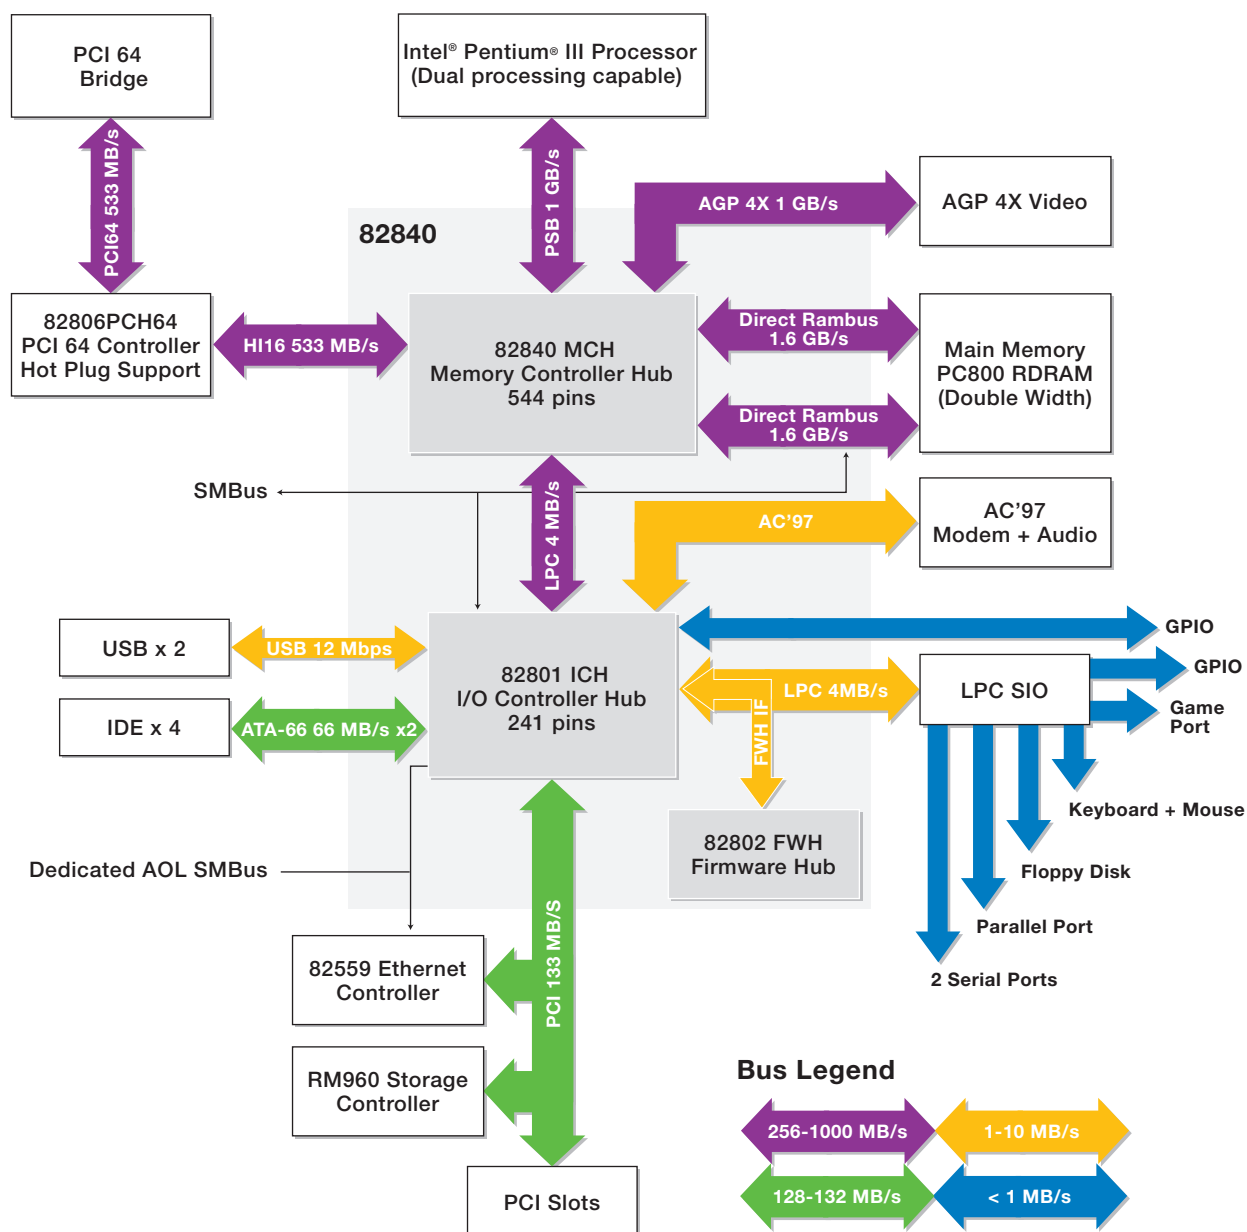 PCI 64
Bridge
Intel® Pentium® III Processor
(Dual processing capable)
PCI64 533 MB/s
PSB 1 GB/s
AGP 4X 1 GB/s
AGP 4X Video
82840
82806PCH64
PCI 64 Controller
Hot Plug Support
HI16 533 MB/s
82840 MCH
Memory Controller Hub
544 pins
Direct Rambus
1.6 GB/s
Direct Rambus
1.6 GB/s
Main Memory
PC800 RDRAM
(Double Width)
SMBus
LPC 4 MB/s
AC’97
AC’97
Modem + Audio
USB x 2
USB 12 Mbps
IDE x 4
ATA-66 66 MB/s x2
82801 ICH
I/O Controller Hub
241 pins
GPIO
LPC 4MB/s
FWH IF
LPC SIO
GPIO
Game
Port
Keyboard + Mouse
Floppy Disk
Parallel Port
2 Serial Ports
82802 FWH
Firmware Hub
Dedicated AOL SMBus
PCI 133 MB/S
82559 Ethernet
Controller
RM960 Storage
Controller
PCI Slots
Bus Legend
256-1000 MB/s
1-10 MB/s
128-132 MB/s
< 1 MB/s